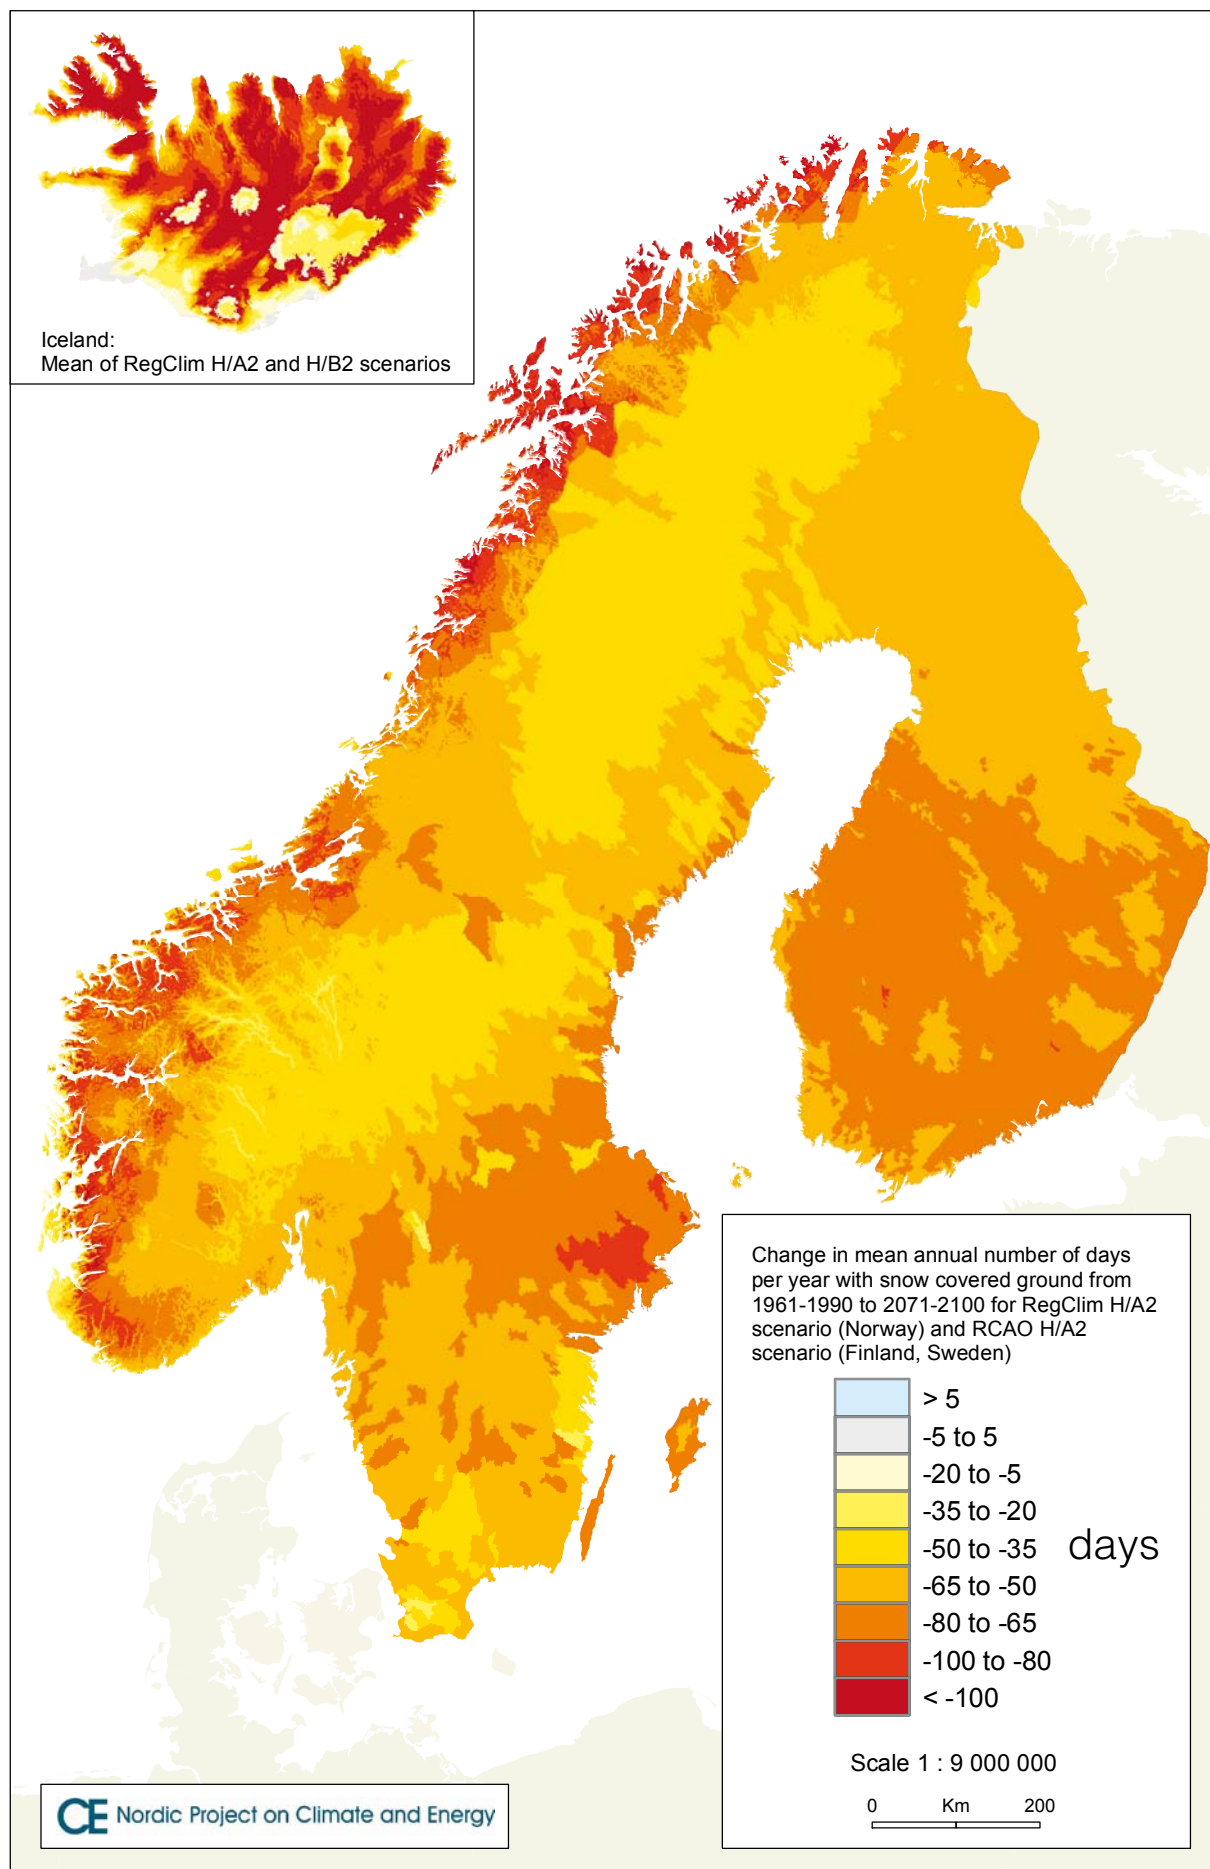 Iceland:
Mean of RegClim H/A2 and H/B2 scenarios
Change in mean annual number of days
per year with snow covered ground from
1961-1990 to 2071-2100 for RegClim H/A2
scenario (Norway) and RCAO H/A2
scenario (Finland, Sweden)
> 5
-5 to 5
-20 to -5
-35 to -20
-50 to -35
days
-65 to -50
-80 to -65
-100 to -80
< -100
Scale 1 : 9 000 000
0 Km 200
CE Nordic Project on Climate and Energy